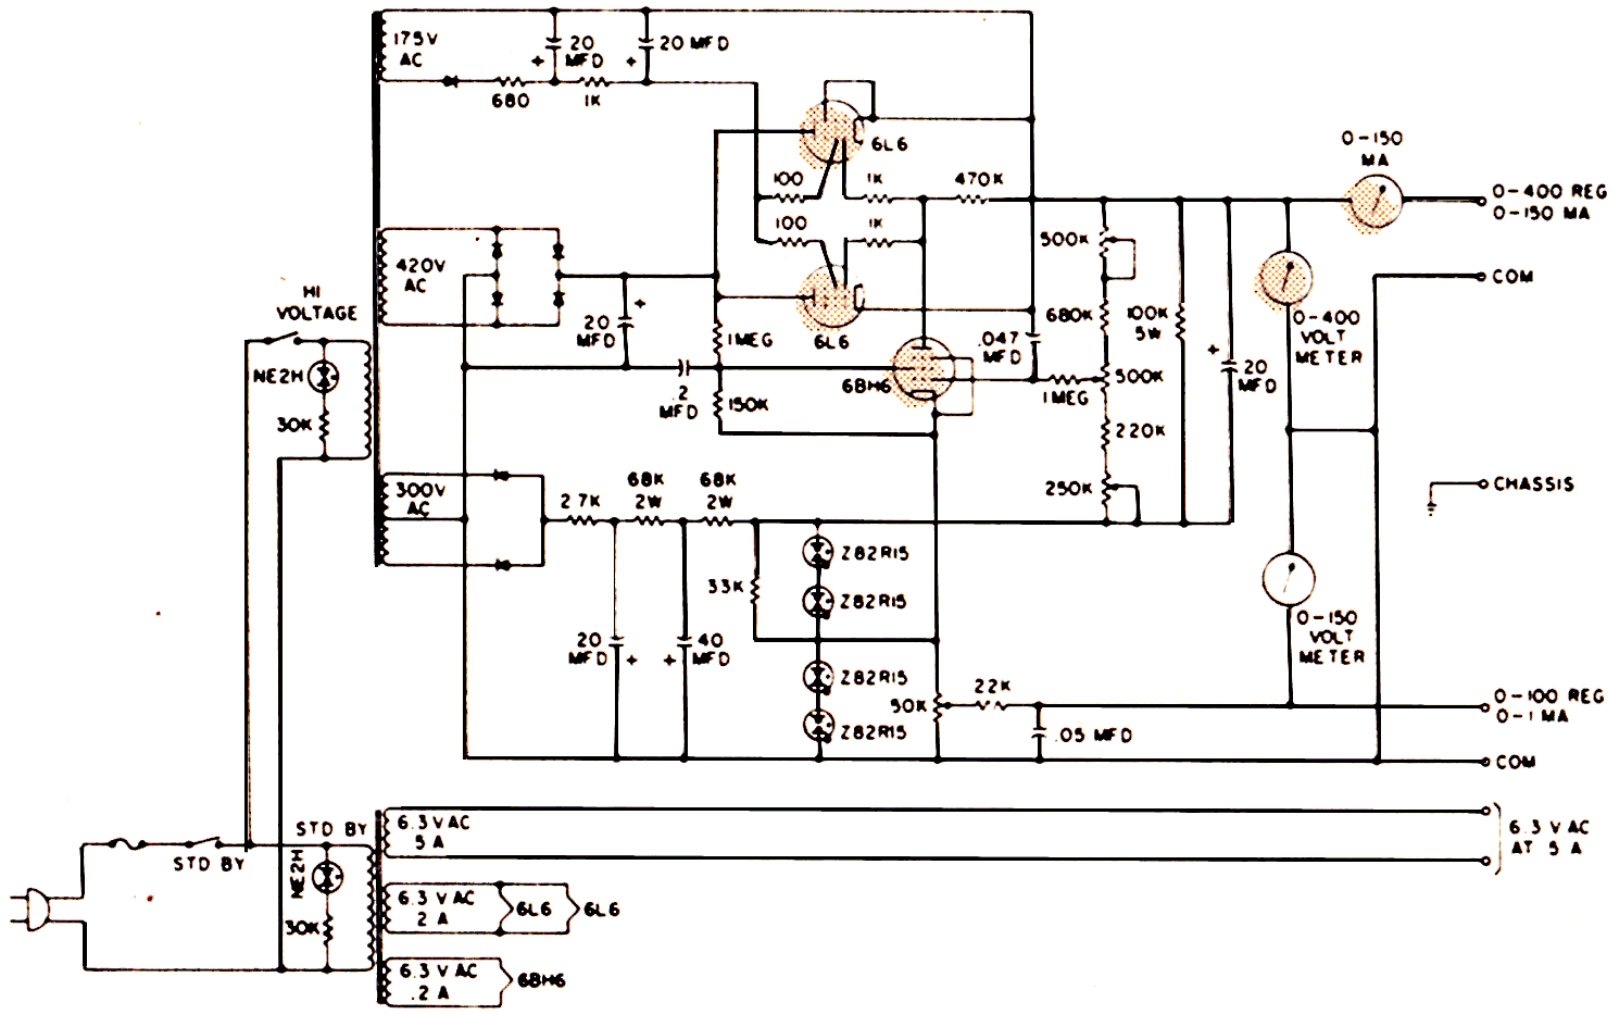 175V
AC
20
MFD
+
20 MFD
+
680
1K
6L6
0-150
MA
100
1K
470K
0-400 REG
0-150 MA
100
1K
500K
420V
AC
COM
HI
VOLTAGE
+
20
MFD
1MEG
6L6
.047
MFD
680K
100K
5W
0-400
VOLT
METER
+
20
MFD
NE2H
.2
MFD
150K
6BH6
1MEG
500K
30K
220K
300V
AC
2.7K
68K
2W
68K
2W
250K
CHASSIS
Z82R15
33K
Z82R15
20
MFD
+
+
40
MFD
0-150
VOLT
METER
Z82R15
50K
22K
0-100 REG
0-1 MA
Z82R15
.05 MFD
COM
STD BY
6.3 VAC
5 A
6.3 VAC
AT 5 A
STD BY
NE2H
6.3 VAC
2 A
6L6
6L6
30K
6.3 VAC
.2 A
6BH6